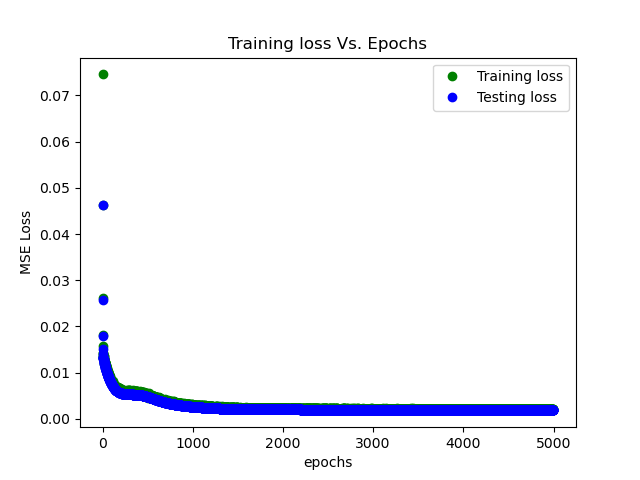 Training loss Vs. Epochs
Training loss
Testing loss
0.07
0.06
0.05
0.04
0.03
0.02
0.01
0.00
MSE Loss
0 1000 2000 3000 4000 5000
epochs